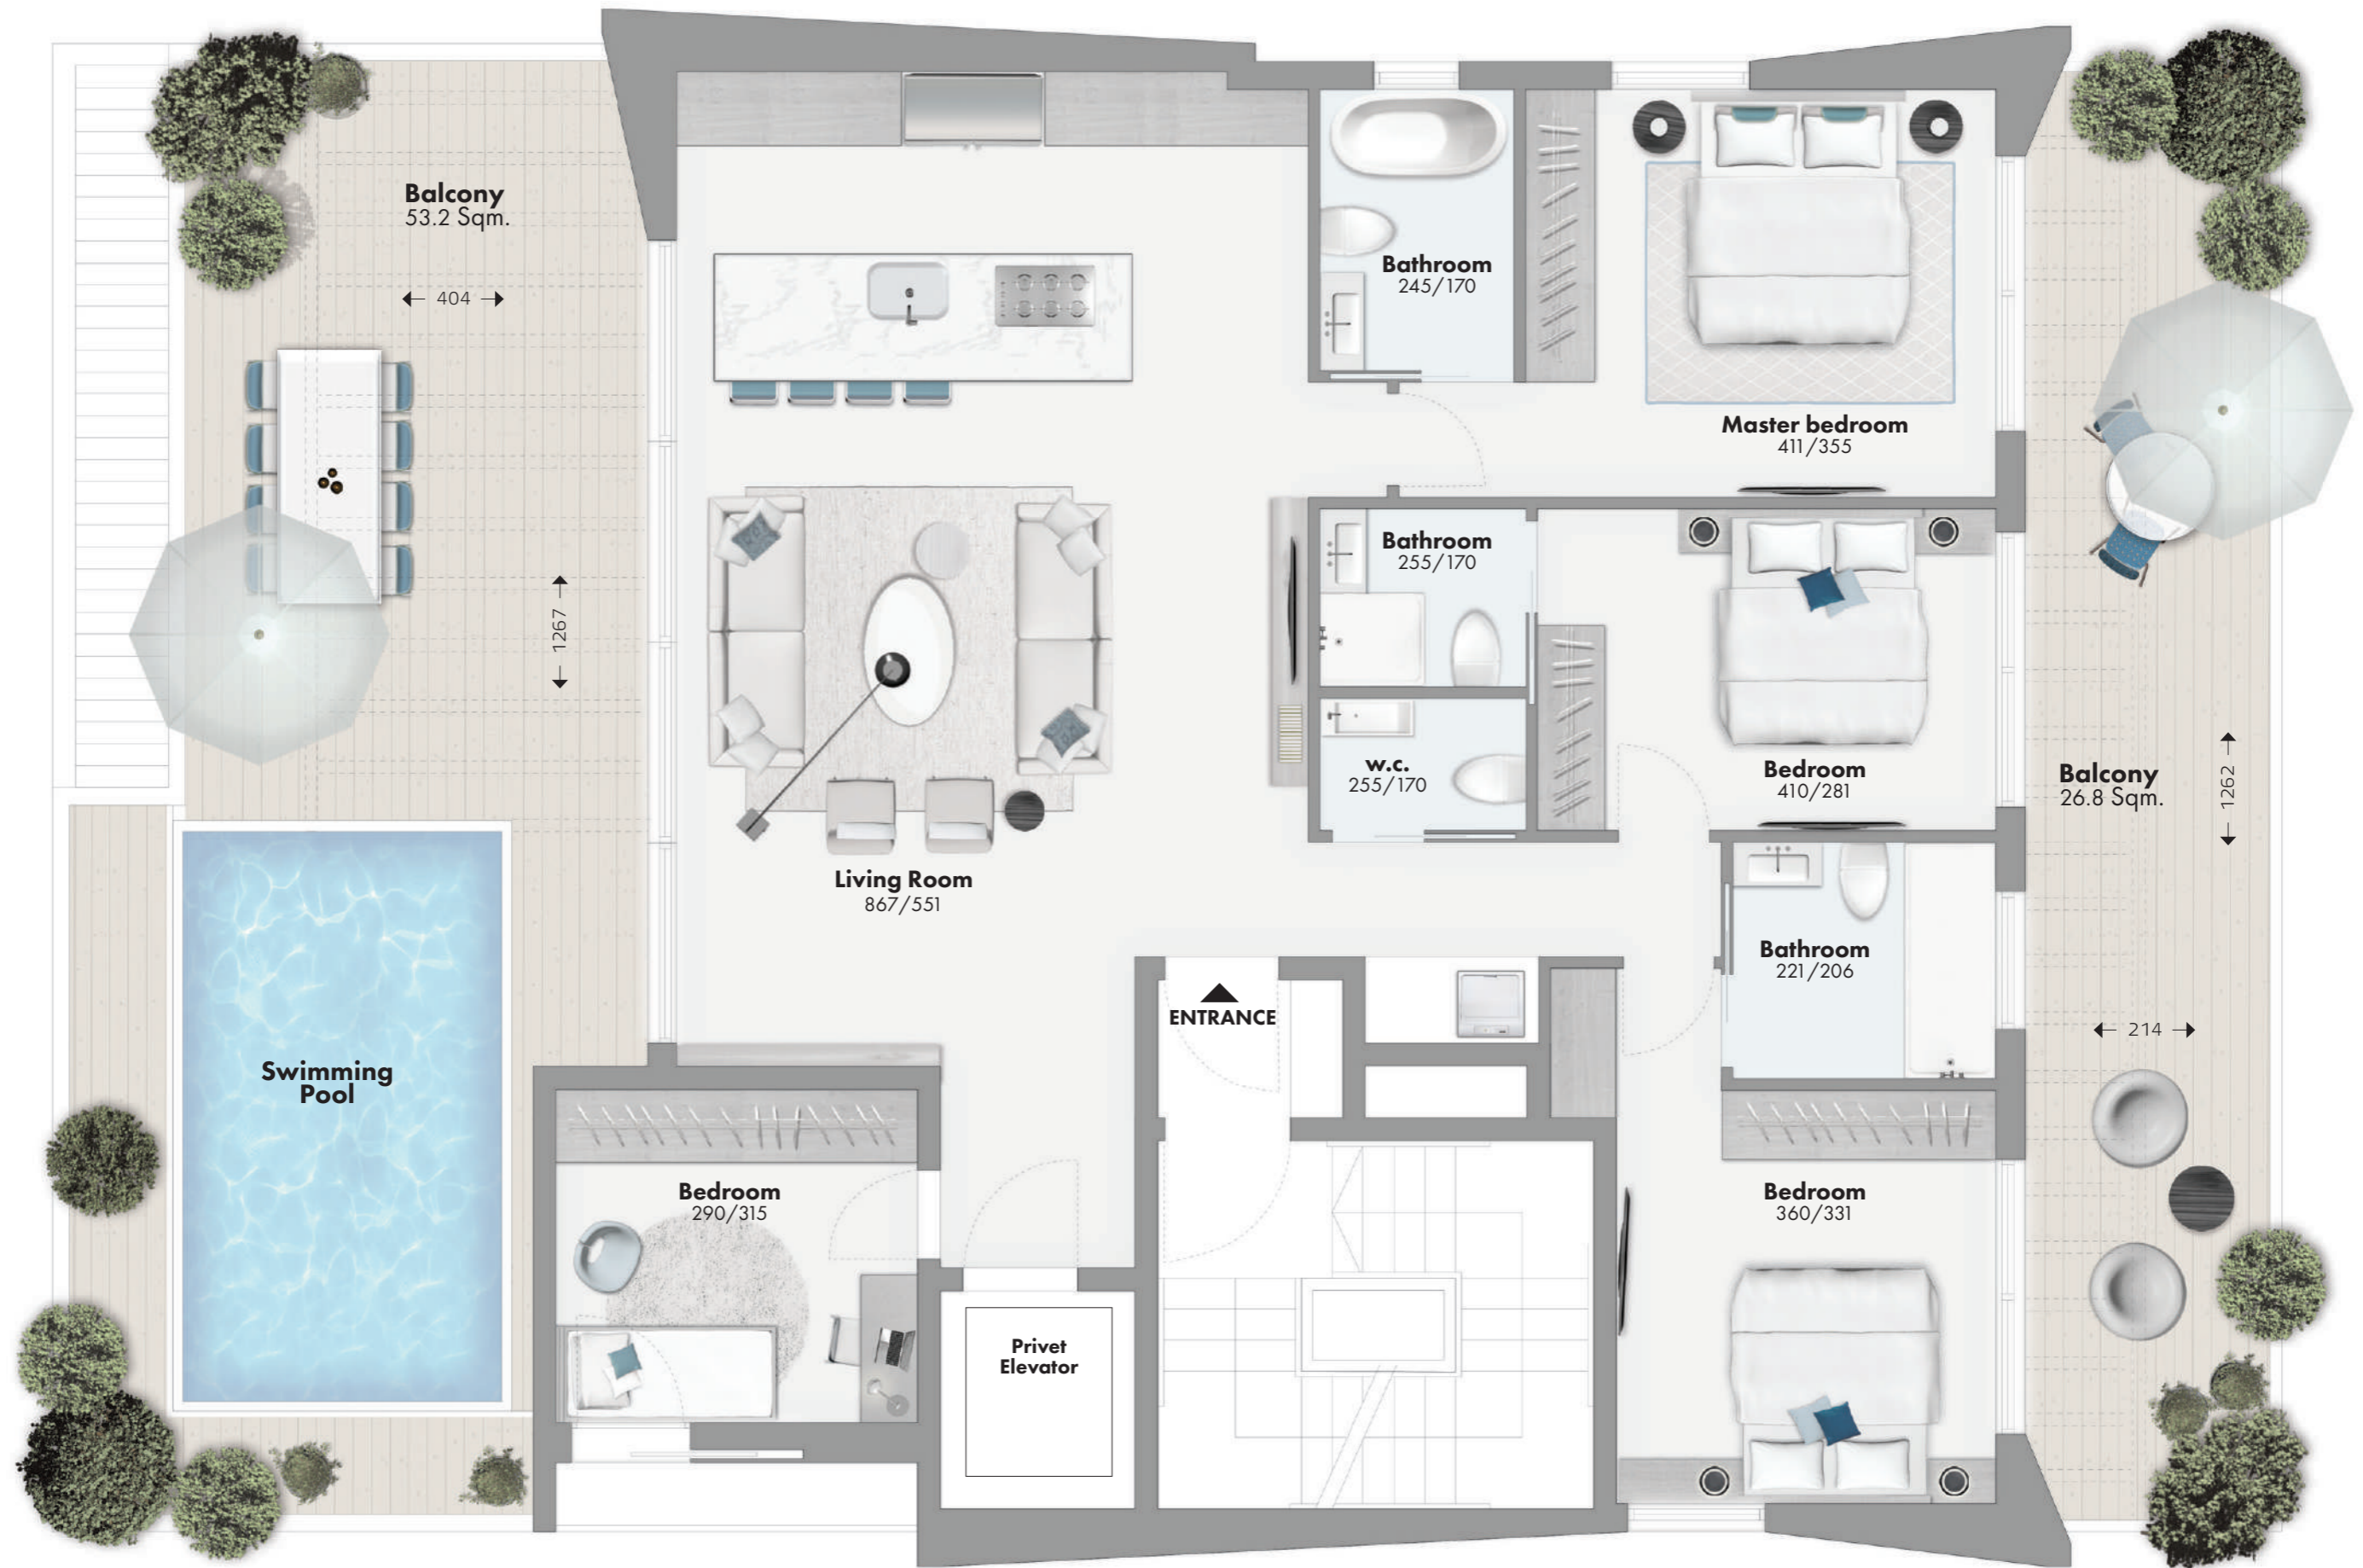 Balcony
53.2 Sqm.
404
1267
Bathroom
245/170
Master bedroom
411/355
Bathroom
255/170
w.c.
255/170
Bedroom
410/281
Balcony
26.8 Sqm.
1262
Living Room
867/551
Bathroom
221/206
ENTRANCE
214
Swimming
Pool
Bedroom
290/315
Bedroom
360/331
Privet
Elevator